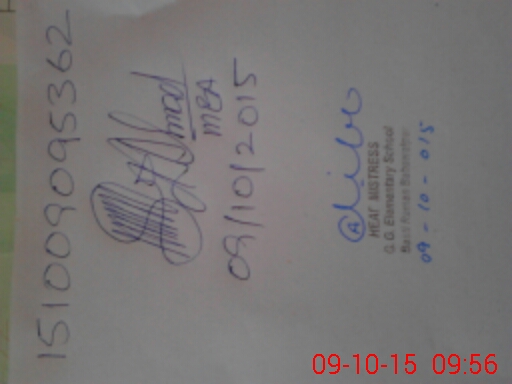 151009095362
Ahmad
MBA
09/10/2015
HEAD MISTRESS
G. G. Elementary School
09-10-015
09-10-15 09:56